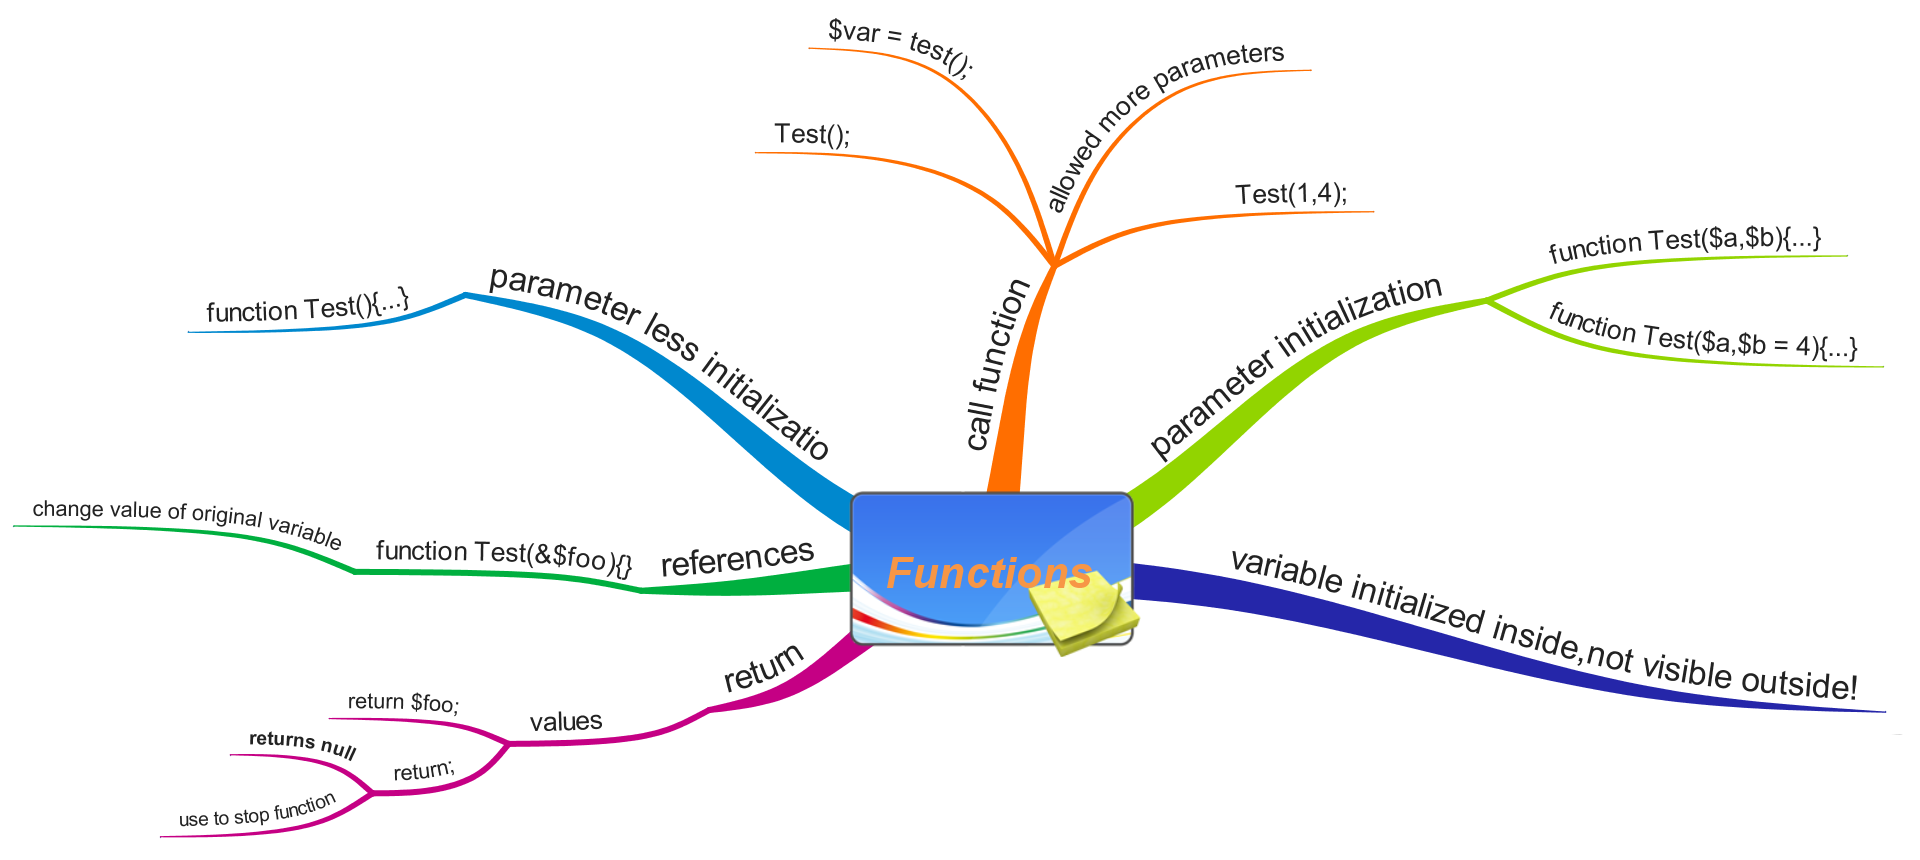 Functions
call function
$var = test();
Test();
allowed more parameters
Test(1,4);
parameter initialization
function Test($a,$b){...}
function Test($a,$b = 4){...}
variable initialized inside,not visible outside!
parameter less initializatio
function Test(){...}
references
function Test(&$foo){}
change value of original variable
return
values
return $foo;
return;
returns null
use to stop function